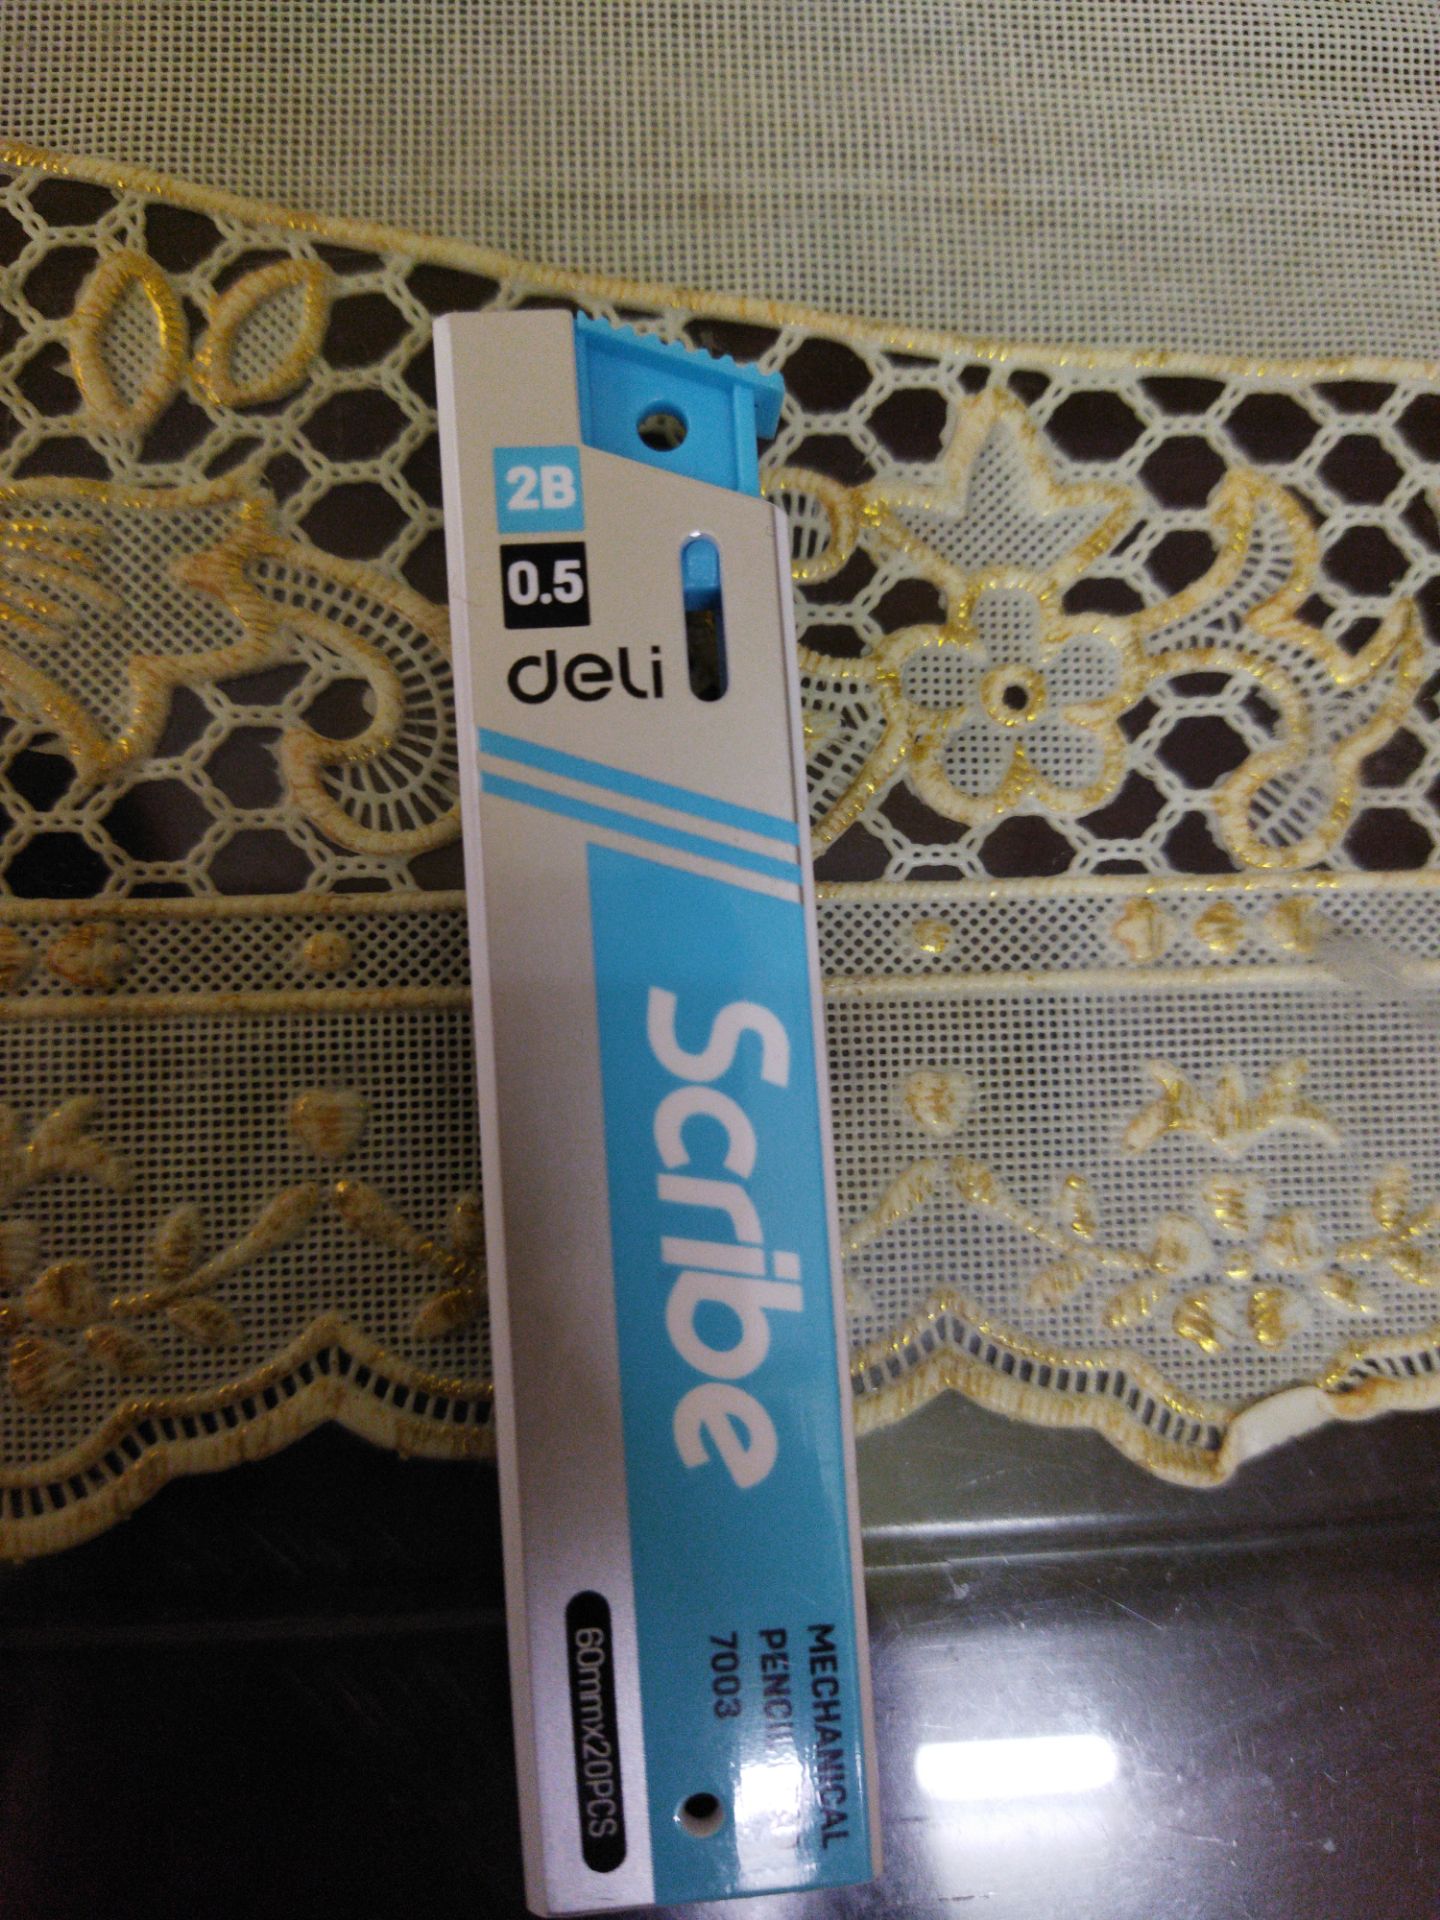 2B
0.5
deli
Scribe
MECHANICAL
7003
60mmx20PCS